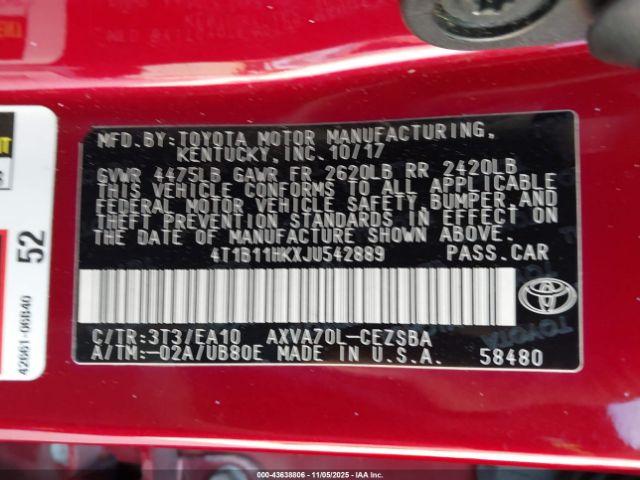 MFD.BY:TOYOTA MOTOR MANUFACTURING,
KENTUCKY,INC.10/17
GVWR 4475LB GAWR FR 2620LB RR 2420LB
THIS VEHICLE CONFORMS TO ALL APPLICABLE
FEDERAL MOTOR VEHICLE SAFETY,BUMPER,AND
THEFT PREVENTION STANDARDS IN EFFECT ON
THE DATE OF MANUFACTURE SHOWN ABOVE.
4T1B11HKXJU542889 PASS.CAR
TOYOTA
C/TR:3T3/EA10 AXVA70L-CEZSBA
A/TM:-02A/UB80E MADE IN U.S.A. 58480
52
42661-06B40
000 -43638806 - 11/05/2025 - IAAI.COM